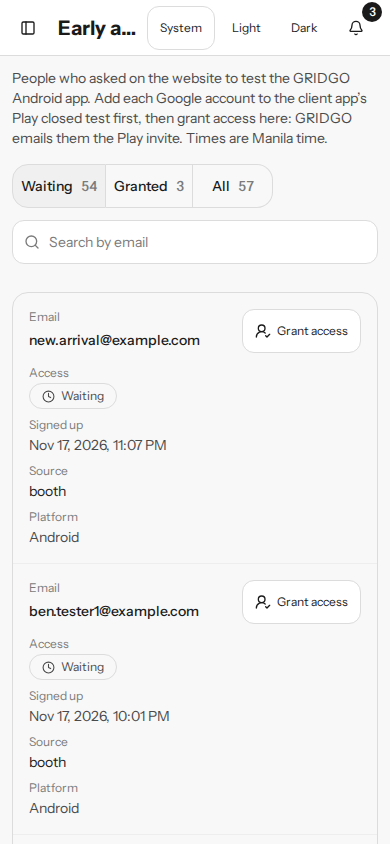 Early a...
System
Light
Dark
3
People who asked on the website to test the GRIDGO
Android app. Add each Google account to the client app's
Play closed test first, then grant access here: GRIDGO
emails them the Play invite. Times are Manila time.
Waiting 54
Granted 3
All 57
Search by email
Email
new.arrival@example.com
Grant access
Access
Waiting
Signed up
Nov 17, 2026, 11:07 PM
Source
booth
Platform
Android
Email
ben.tester1@example.com
Grant access
Access
Waiting
Signed up
Nov 17, 2026, 10:01 PM
Source
booth
Platform
Android